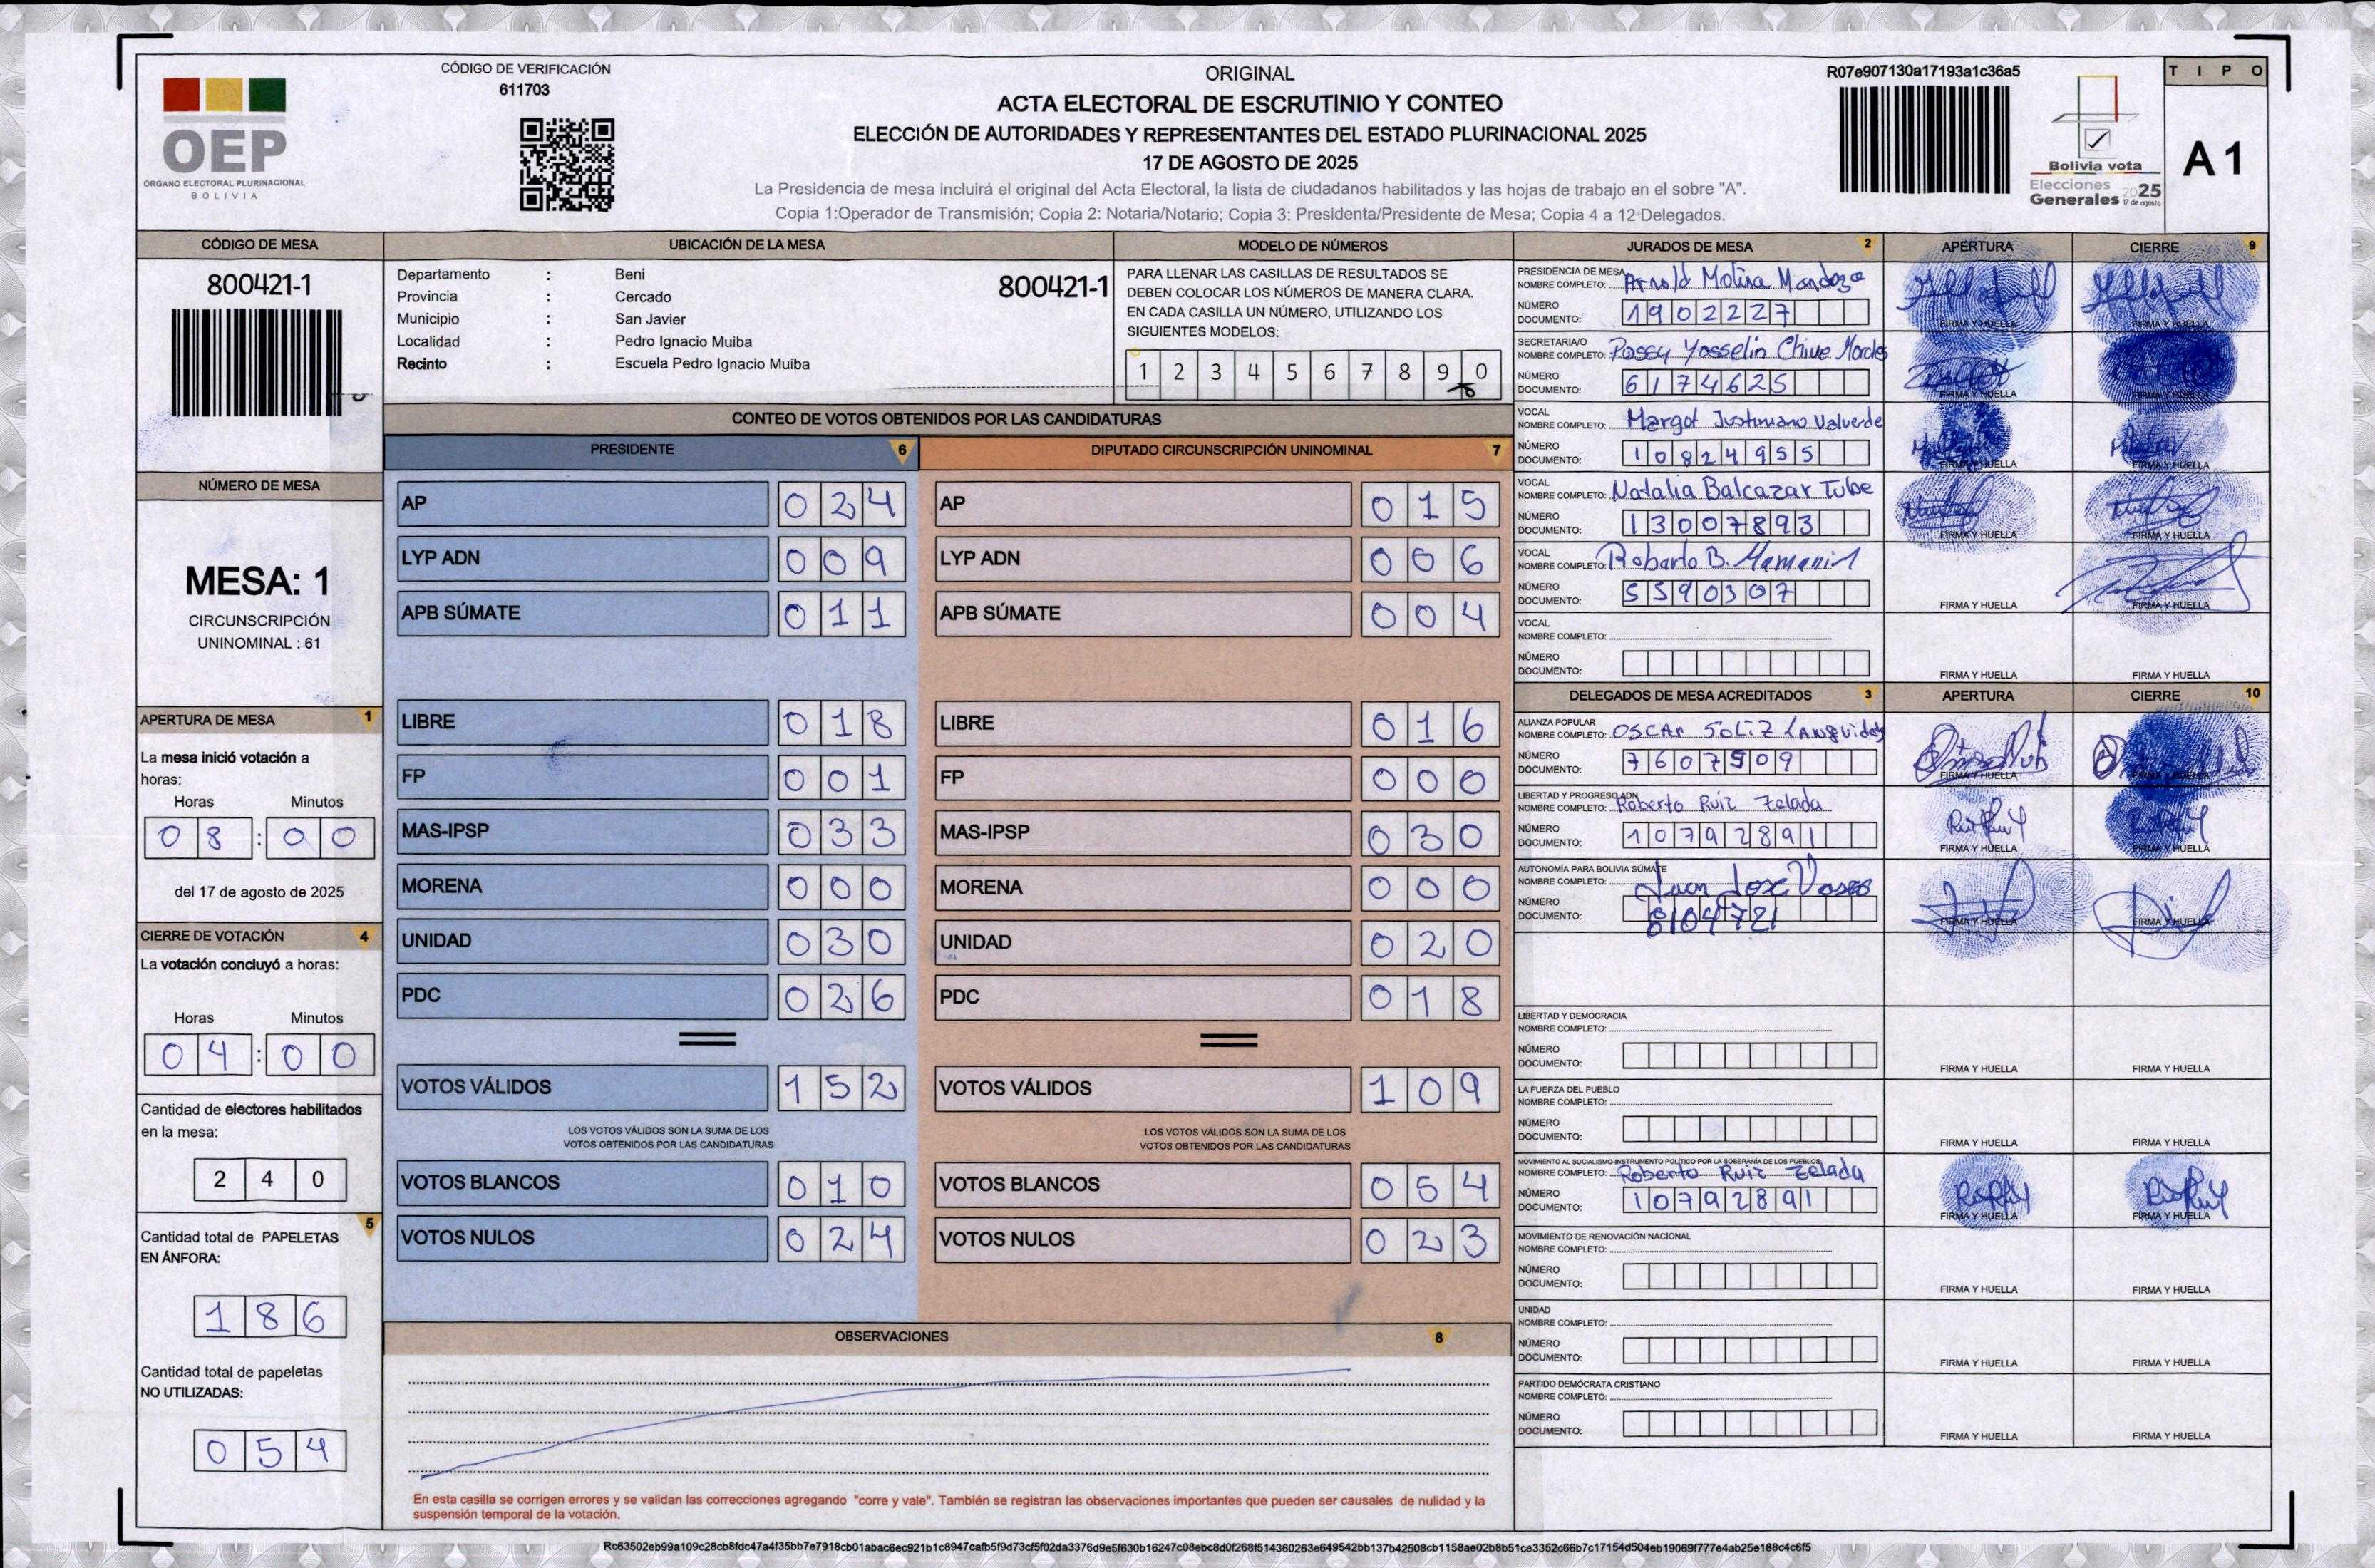 CÓDIGO DE VERIFICACIÓN
611703
OEP
ÓRGANO ELECTORAL PLURINACIONAL
BOLIVIA
ORIGINAL
ACTA ELECTORAL DE ESCRUTINIO Y CONTEO
ELECCIÓN DE AUTORIDADES Y REPRESENTANTES DEL ESTADO PLURINACIONAL 2025
17 DE AGOSTO DE 2025
La Presidencia de mesa incluirá el original del Acta Electoral, la lista de ciudadanos habilitados y las hojas de trabajo en el sobre "A".
Copia 1:Operador de Transmisión; Copia 2: Notaria/Notario; Copia 3: Presidenta/Presidente de Mesa; Copia 4 a 12 Delegados.
R07e907130a17193a1c36a5
Bolivia vota
Elecciones
Generales 2025
17 de agosto
TIPO
A1
CÓDIGO DE MESA
800421-1
NÚMERO DE MESA
MESA: 1
CIRCUNSCRIPCIÓN
UNINOMINAL : 61
APERTURA DE MESA 1
La mesa inició votación a
horas:
Horas Minutos
08:00
del 17 de agosto de 2025
CIERRE DE VOTACIÓN 4
La votación concluyó a horas:
Horas Minutos
04:00
Cantidad de electores habilitados
en la mesa:
240
5
Cantidad total de PAPELETAS
EN ÁNFORA:
186
Cantidad total de papeletas
NO UTILIZADAS:
054
UBICACIÓN DE LA MESA
Departamento : Beni
800421-1
Provincia : Cercado
Municipio : San Javier
Localidad : Pedro Ignacio Muiba
Recinto : Escuela Pedro Ignacio Muiba
MODELO DE NÚMEROS
PARA LLENAR LAS CASILLAS DE RESULTADOS SE
DEBEN COLOCAR LOS NÚMEROS DE MANERA CLARA.
EN CADA CASILLA UN NÚMERO, UTILIZANDO LOS
SIGUIENTES MODELOS:
1 2 3 4 5 6 7 8 9 0
CONTEO DE VOTOS OBTENIDOS POR LAS CANDIDATURAS
PRESIDENTE 6
AP 024
LYP ADN 009
APB SÚMATE 011
LIBRE 018
FP 001
MAS-IPSP 033
MORENA 000
UNIDAD 030
PDC 026
VOTOS VÁLIDOS 152
LOS VOTOS VÁLIDOS SON LA SUMA DE LOS
VOTOS OBTENIDOS POR LAS CANDIDATURAS
VOTOS BLANCOS 010
VOTOS NULOS 024
DIPUTADO CIRCUNSCRIPCIÓN UNINOMINAL 7
AP 015
LYP ADN 006
APB SÚMATE 004
LIBRE 016
FP 000
MAS-IPSP 030
MORENA 000
UNIDAD 020
PDC 018
VOTOS VÁLIDOS 109
LOS VOTOS VÁLIDOS SON LA SUMA DE LOS
VOTOS OBTENIDOS POR LAS CANDIDATURAS
VOTOS BLANCOS 054
VOTOS NULOS 023
OBSERVACIONES 8
En esta casilla se corrigen errores y se validan las correcciones agregando "corre y vale". También se registran las observaciones importantes que pueden ser causales de nulidad y la
suspensión temporal de la votación.
JURADOS DE MESA 2 APERTURA CIERRE 9
PRESIDENCIA DE MESA
NOMBRE COMPLETO: Arnold Molina Mendoza
NÚMERO
DOCUMENTO: 1902227
FIRMA Y HUELLA FIRMA Y HUELLA
SECRETARIA/O
NOMBRE COMPLETO: Yosselin Chive
NÚMERO
DOCUMENTO: 6174625
FIRMA Y HUELLA FIRMA Y HUELLA
VOCAL
NOMBRE COMPLETO: Margot Justiniano Valverde
NÚMERO
DOCUMENTO: 10824955
FIRMA Y HUELLA FIRMA Y HUELLA
VOCAL
NOMBRE COMPLETO: Natalia Balcazar Tube
NÚMERO
DOCUMENTO: 13007893
FIRMA Y HUELLA FIRMA Y HUELLA
VOCAL
NOMBRE COMPLETO: Roberto B.
NÚMERO
DOCUMENTO: 5590307
FIRMA Y HUELLA FIRMA Y HUELLA
VOCAL
NOMBRE COMPLETO:
NÚMERO
DOCUMENTO:
FIRMA Y HUELLA FIRMA Y HUELLA
DELEGADOS DE MESA ACREDITADOS 3 APERTURA CIERRE 10
ALIANZA POPULAR
NOMBRE COMPLETO: OSCAR SOLIZ
NÚMERO
DOCUMENTO: 7607509
FIRMA Y HUELLA FIRMA Y HUELLA
LIBERTAD Y PROGRESO ADN
NOMBRE COMPLETO: Roberto Ruiz Zelada
NÚMERO
DOCUMENTO: 10792891
FIRMA Y HUELLA FIRMA Y HUELLA
AUTONOMÍA PARA BOLIVIA SÚMATE
NOMBRE COMPLETO: Juan Jose
NÚMERO
DOCUMENTO: 8104721
FIRMA Y HUELLA FIRMA Y HUELLA
LIBERTAD Y DEMOCRACIA
NOMBRE COMPLETO:
NÚMERO
DOCUMENTO:
FIRMA Y HUELLA FIRMA Y HUELLA
LA FUERZA DEL PUEBLO
NOMBRE COMPLETO:
NÚMERO
DOCUMENTO:
FIRMA Y HUELLA FIRMA Y HUELLA
MOVIMIENTO AL SOCIALISMO-INSTRUMENTO POLÍTICO POR LA SOBERANÍA DE LOS PUEBLOS
NOMBRE COMPLETO: Roberto Ruiz Zelada
NÚMERO
DOCUMENTO: 10792891
FIRMA Y HUELLA FIRMA Y HUELLA
MOVIMIENTO DE RENOVACIÓN NACIONAL
NOMBRE COMPLETO:
NÚMERO
DOCUMENTO:
FIRMA Y HUELLA FIRMA Y HUELLA
UNIDAD
NOMBRE COMPLETO:
NÚMERO
DOCUMENTO:
FIRMA Y HUELLA FIRMA Y HUELLA
PARTIDO DEMÓCRATA CRISTIANO
NOMBRE COMPLETO:
NÚMERO
DOCUMENTO:
FIRMA Y HUELLA FIRMA Y HUELLA